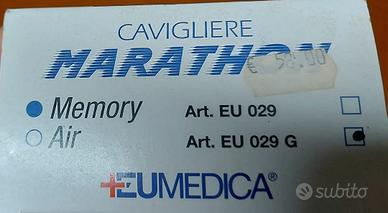 CAVIGLIERE
MARATHON
€ 58.00
Memory Art. EU 029
Air Art. EU 029 G
EUMEDICA®
subito